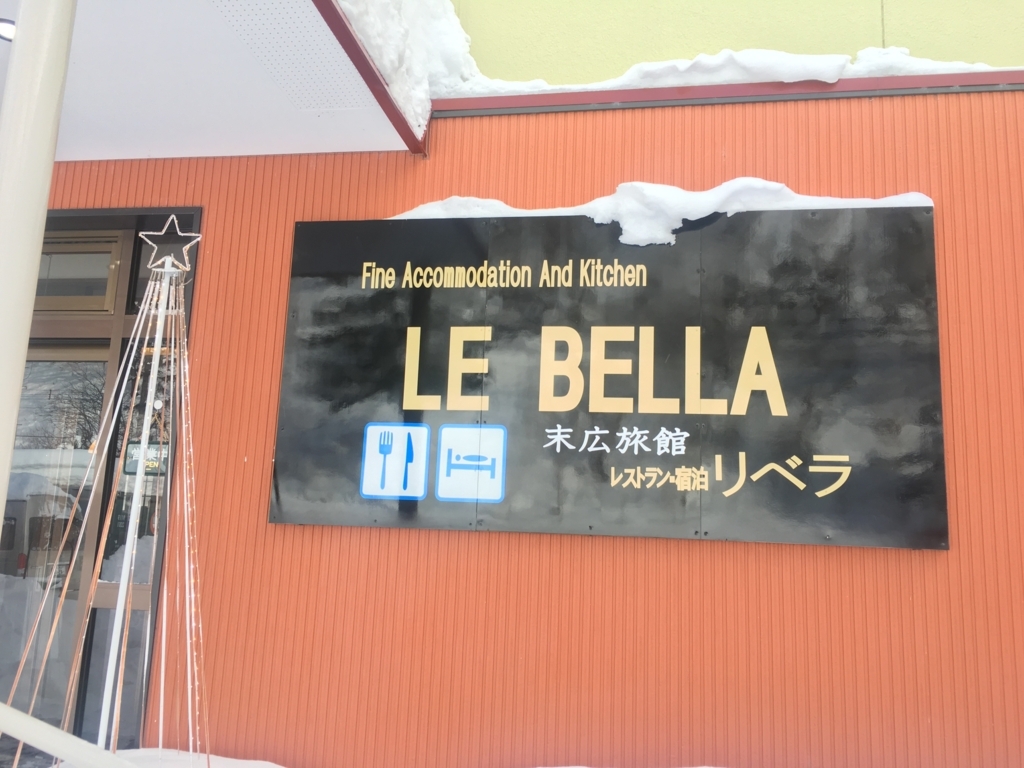 Fine Accommodation And Kitchen
LE BELLA
末広旅館
レストラン・宿泊 リベラ
OPEN